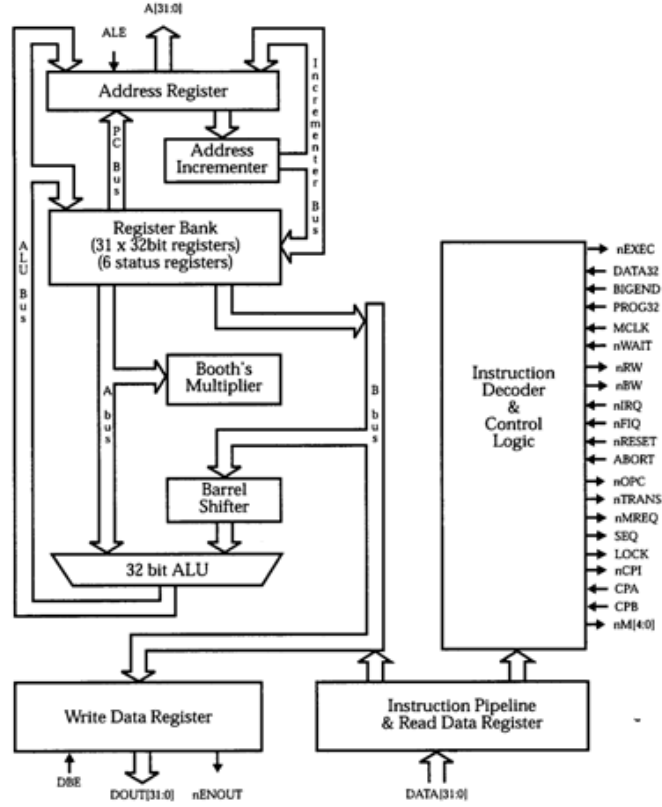 A[31:0]
ALE
Address Register
Incrementer Bus
PC Bus
Address
Incrementer
Register Bank
(31 x 32bit registers)
(6 status registers)
ALU Bus
A bus
B bus
Booth's
Multiplier
Barrel
Shifter
32 bit ALU
Write Data Register
DBE
DOUT[31:0]
nENOUT
Instruction Pipeline
& Read Data Register
DATA[31:0]
Instruction
Decoder
&
Control
Logic
nEXEC
DATA32
BIGEND
PROG32
MCLK
nWAIT
nRW
nBW
nIRQ
nFIQ
nRESET
ABORT
nOPC
nTRANS
nMREQ
SEQ
LOCK
nCPI
CPA
CPB
nM[4:0]